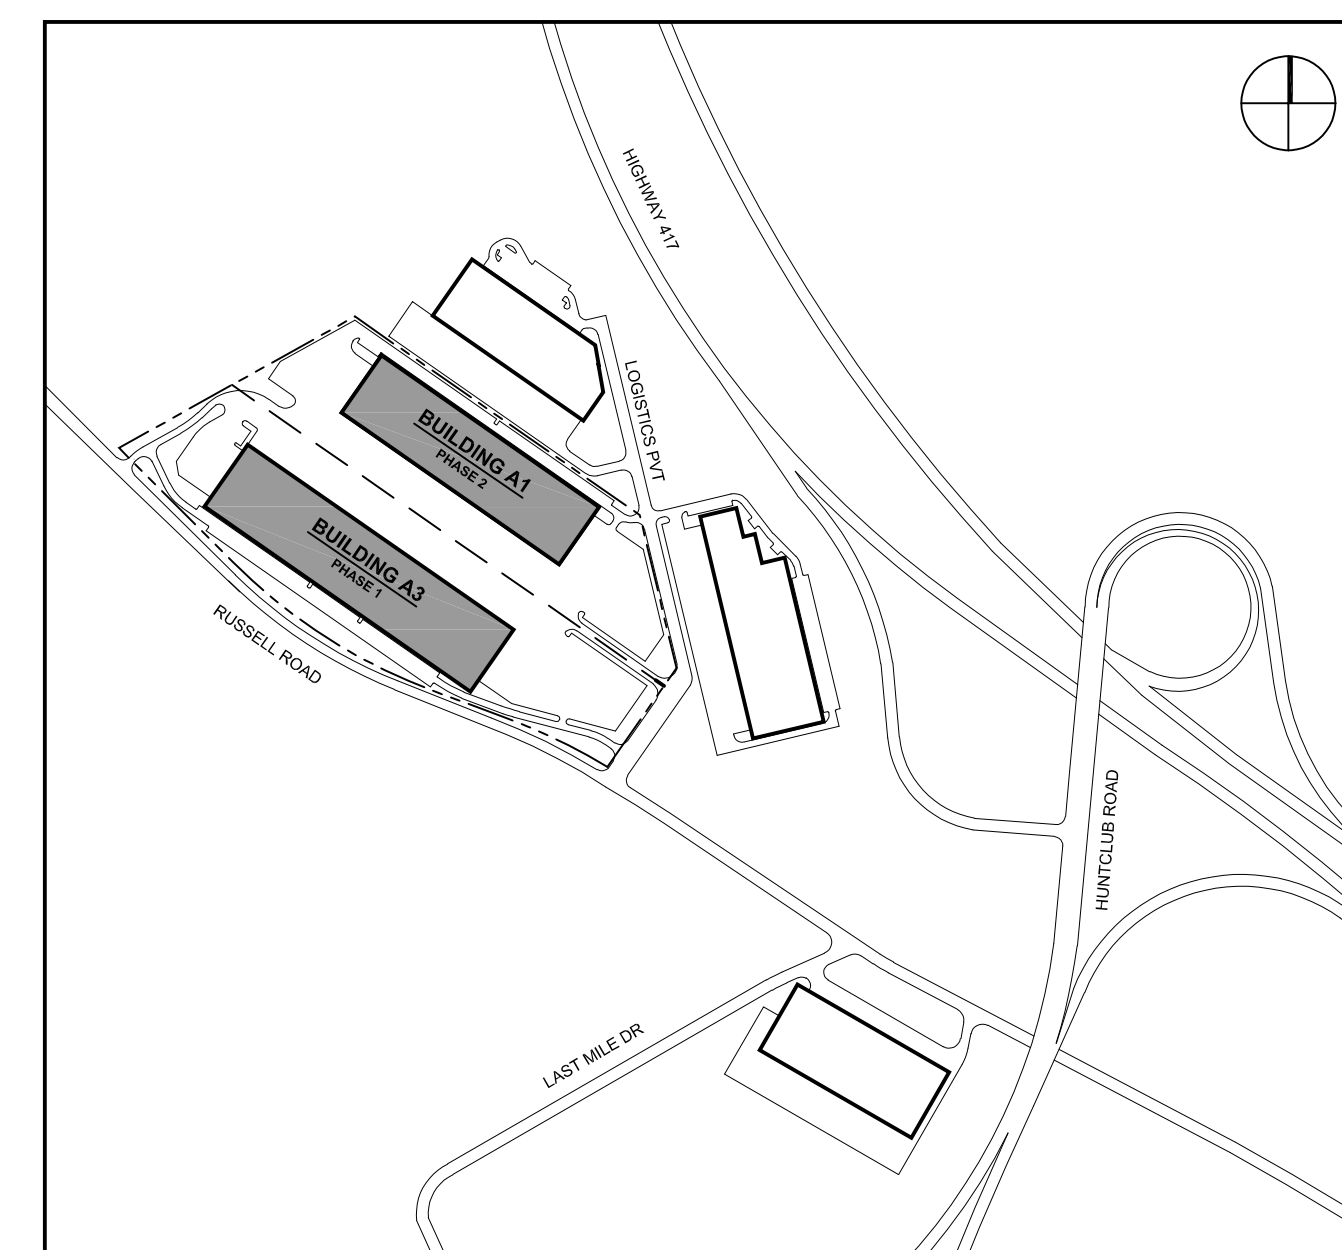 HIGHWAY 417
LOGISTICS PVT
BUILDING A1
PHASE 2
BUILDING A3
PHASE 1
RUSSELL ROAD
HUNTCLUB ROAD
LAST MILE DR